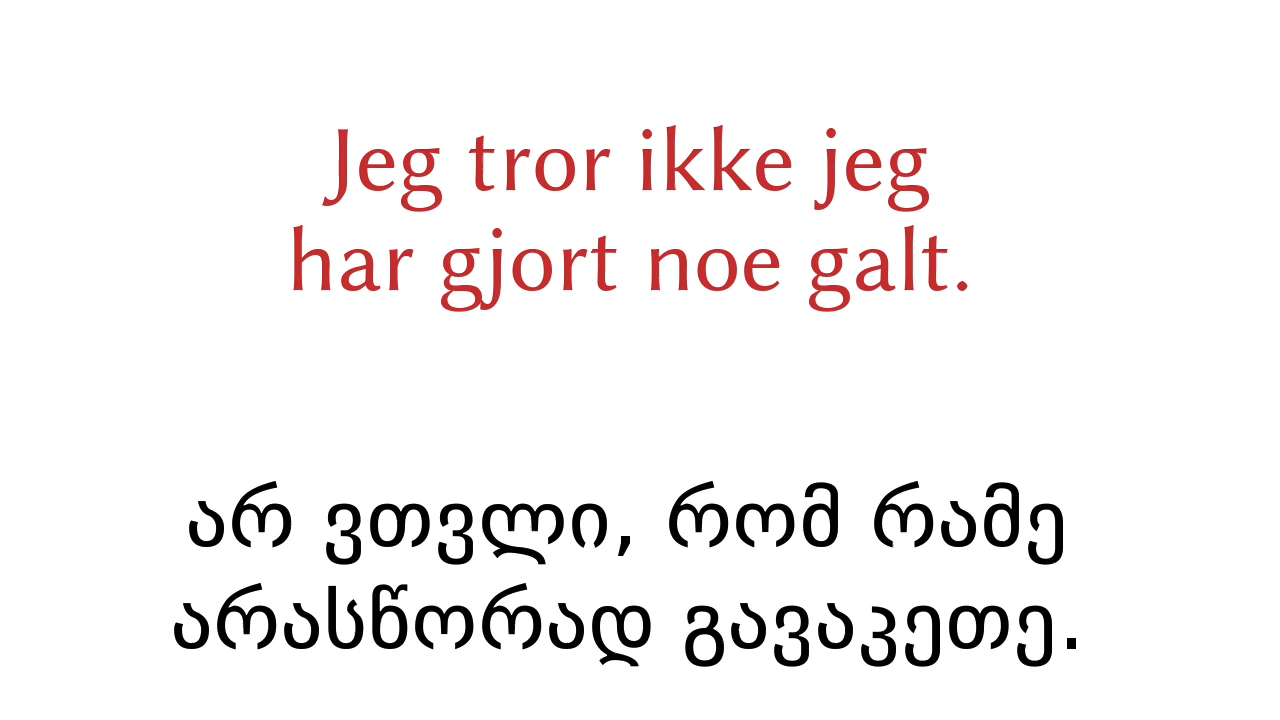 Jeg tror ikke jeg
har gjort noe galt.
არ ვთვლი, რომ რამე
არასწორად გავაკეთე.